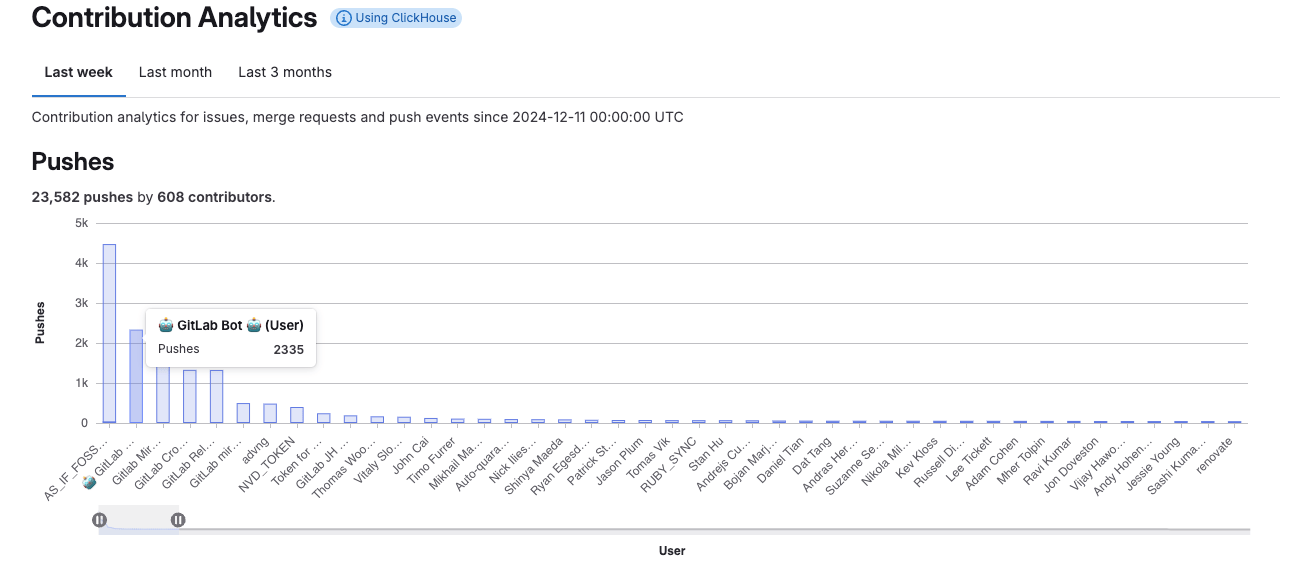 Contribution Analytics Using ClickHouse
Last week Last month Last 3 months
Contribution analytics for issues, merge requests and push events since 2024-12-11 00:00:00 UTC
Pushes
23,582 pushes by 608 contributors.
5k
4k
3k
2k
1k
0
Pushes
🤖 GitLab Bot 🤖 (User)
Pushes 2335
AS_IF_FOSS...
🤖 GitLab ...
Gitlab Mir...
GitLab Cro...
GitLab Rel...
GitLab mir...
advng
NVD_TOKEN
Token for ...
GitLab JH ...
Thomas Woo...
Vitaly Slo...
John Cai
Timo Furrer
Mikhail Ma...
Auto-quara...
Nick Ilies...
Shinya Maeda
Ryan Egesd...
Patrick St...
Jason Plum
Tomas Vik
RUBY_SYNC
Stan Hu
Andrejs Cu...
Bojan Marj...
Daniel Tian
Dat Tang
Andras Her...
Suzanne Se...
Nikola Mil...
Kev Kloss
Russell Di...
Lee Tickett
Adam Cohen
Mher Tolpin
Ravi Kumar
Jon Doveston
Vijay Hawo...
Andy Hohen...
Jessie Young
Sashi Kuma...
renovate
User